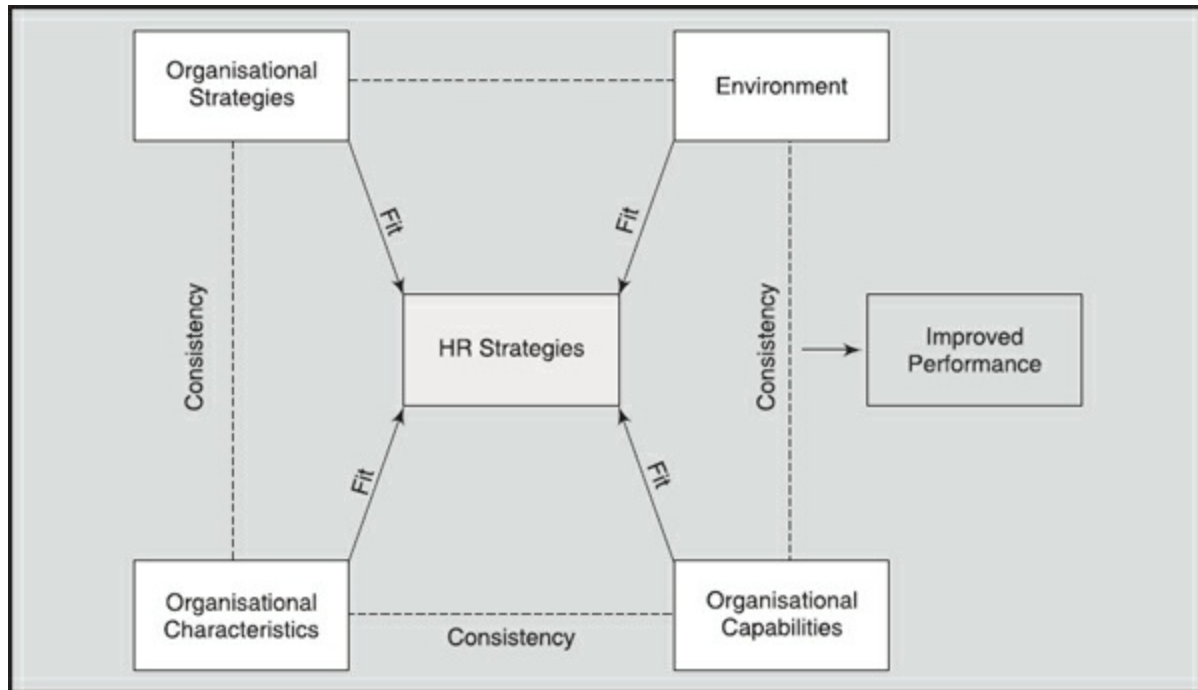 Organisational
Strategies
Environment
Fit
Fit
Consistency
HR Strategies
Consistency
Improved
Performance
Fit
Fit
Organisational
Characteristics
Consistency
Organisational
Capabilities